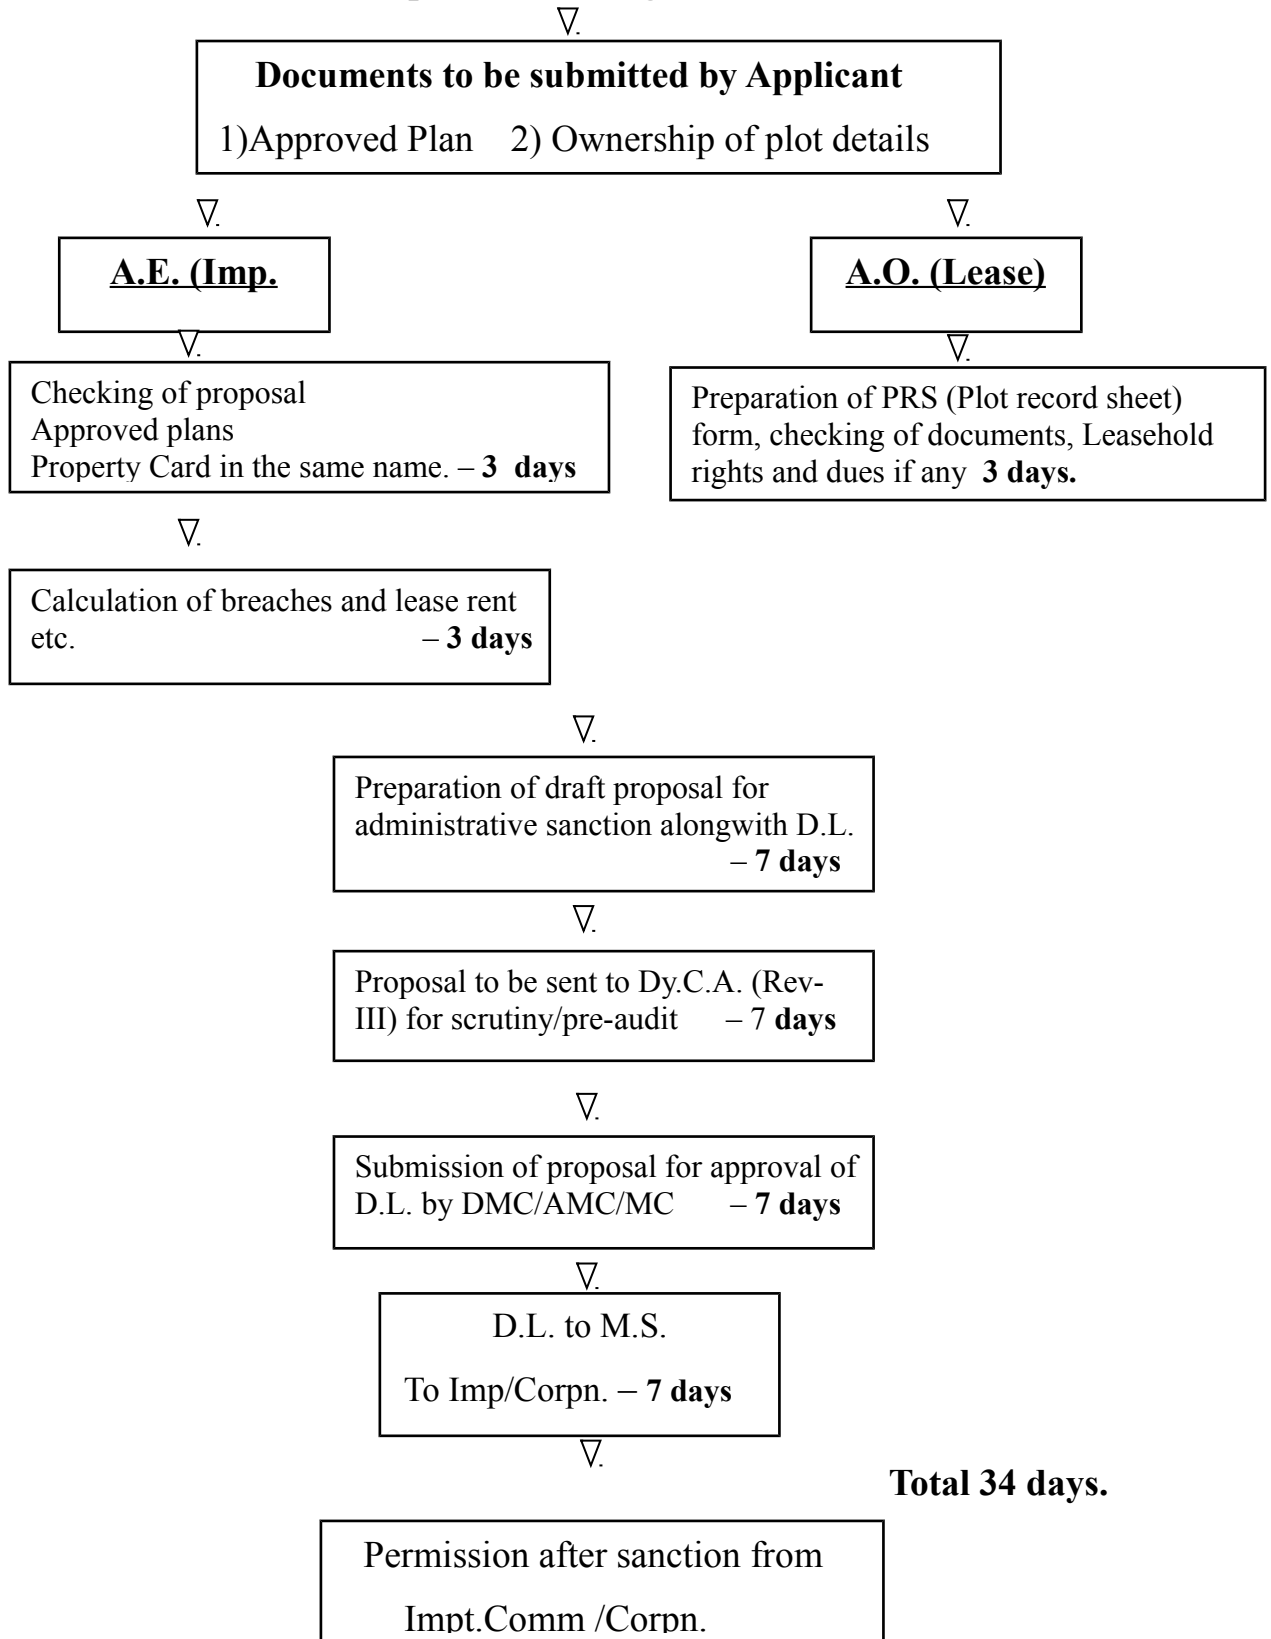 Documents to be submitted by Applicant
1)Approved Plan 2) Ownership of plot details
A.E. (Imp.
A.O. (Lease)
Checking of proposal
Approved plans
Property Card in the same name. – 3 days
Preparation of PRS (Plot record sheet)
form, checking of documents, Leasehold
rights and dues if any 3 days.
Calculation of breaches and lease rent
etc. – 3 days
Preparation of draft proposal for
administrative sanction alongwith D.L.
– 7 days
Proposal to be sent to Dy.C.A. (Rev-
III) for scrutiny/pre-audit – 7 days
Submission of proposal for approval of
D.L. by DMC/AMC/MC – 7 days
D.L. to M.S.
To Imp/Corpn. – 7 days
Total 34 days.
Permission after sanction from
Impt.Comm /Corpn.